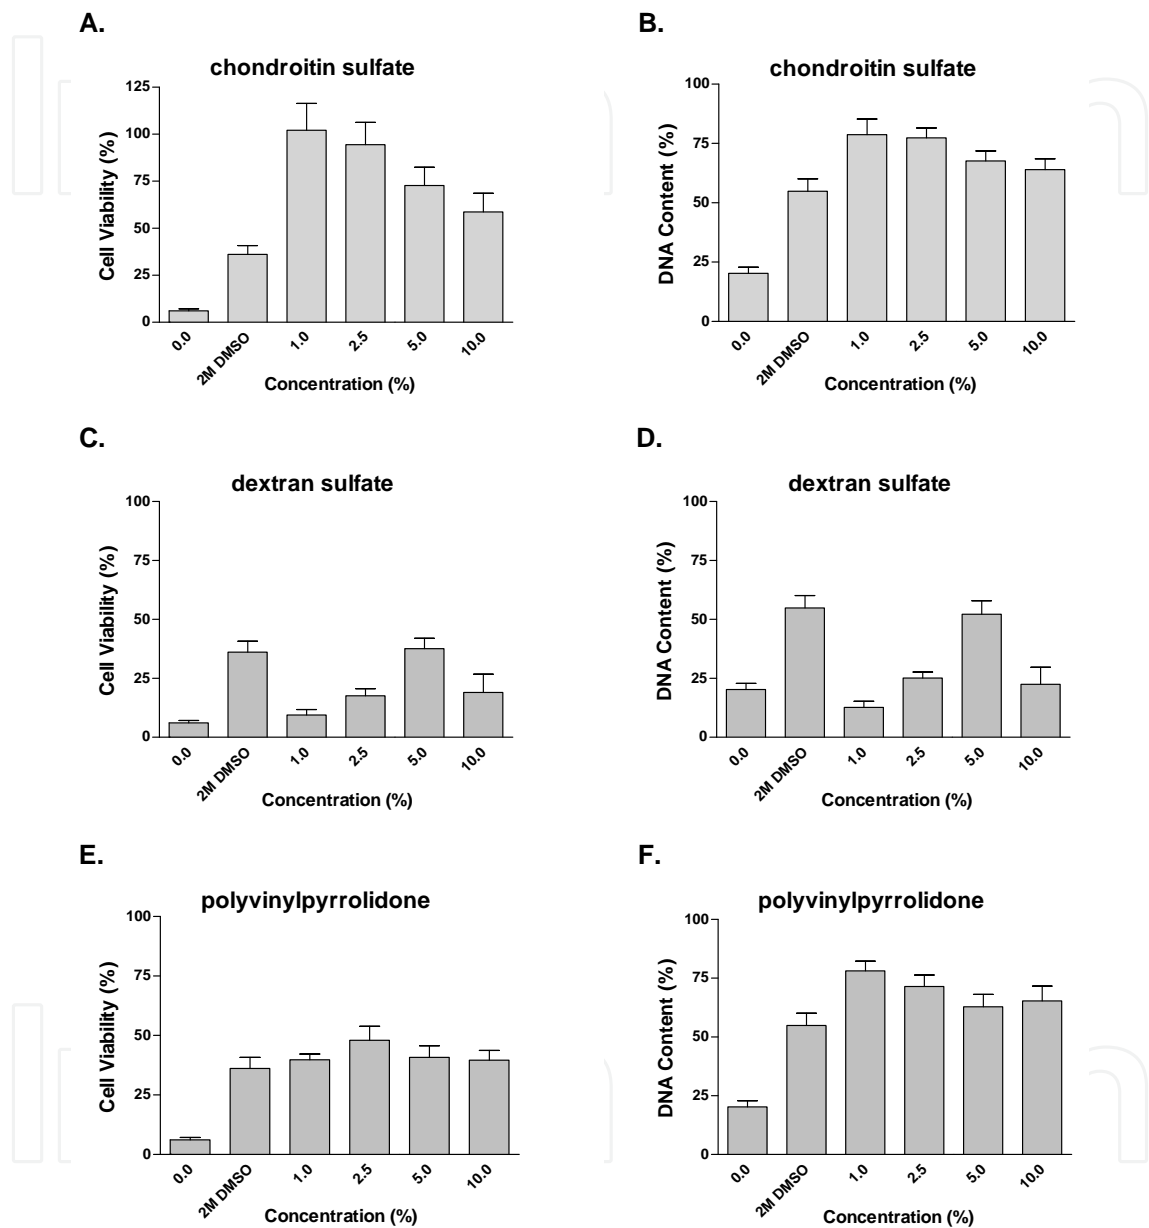 A.
chondroitin sulfate
125
100
75
50
25
0
Cell Viability (%)
0.0
2M DMSO
1.0
2.5
5.0
10.0
Concentration (%)
B.
chondroitin sulfate
100
75
50
25
0
DNA Content (%)
0.0
2M DMSO
1.0
2.5
5.0
10.0
Concentration (%)
C.
dextran sulfate
100
75
50
25
0
Cell Viability (%)
0.0
2M DMSO
1.0
2.5
5.0
10.0
Concentration (%)
D.
dextran sulfate
100
75
50
25
0
DNA Content (%)
0.0
2M DMSO
1.0
2.5
5.0
10.0
Concentration (%)
E.
polyvinylpyrrolidone
100
75
50
25
0
Cell Viability (%)
0.0
2M DMSO
1.0
2.5
5.0
10.0
Concentration (%)
F.
polyvinylpyrrolidone
100
75
50
25
0
DNA Content (%)
0.0
2M DMSO
1.0
2.5
5.0
10.0
Concentration (%)